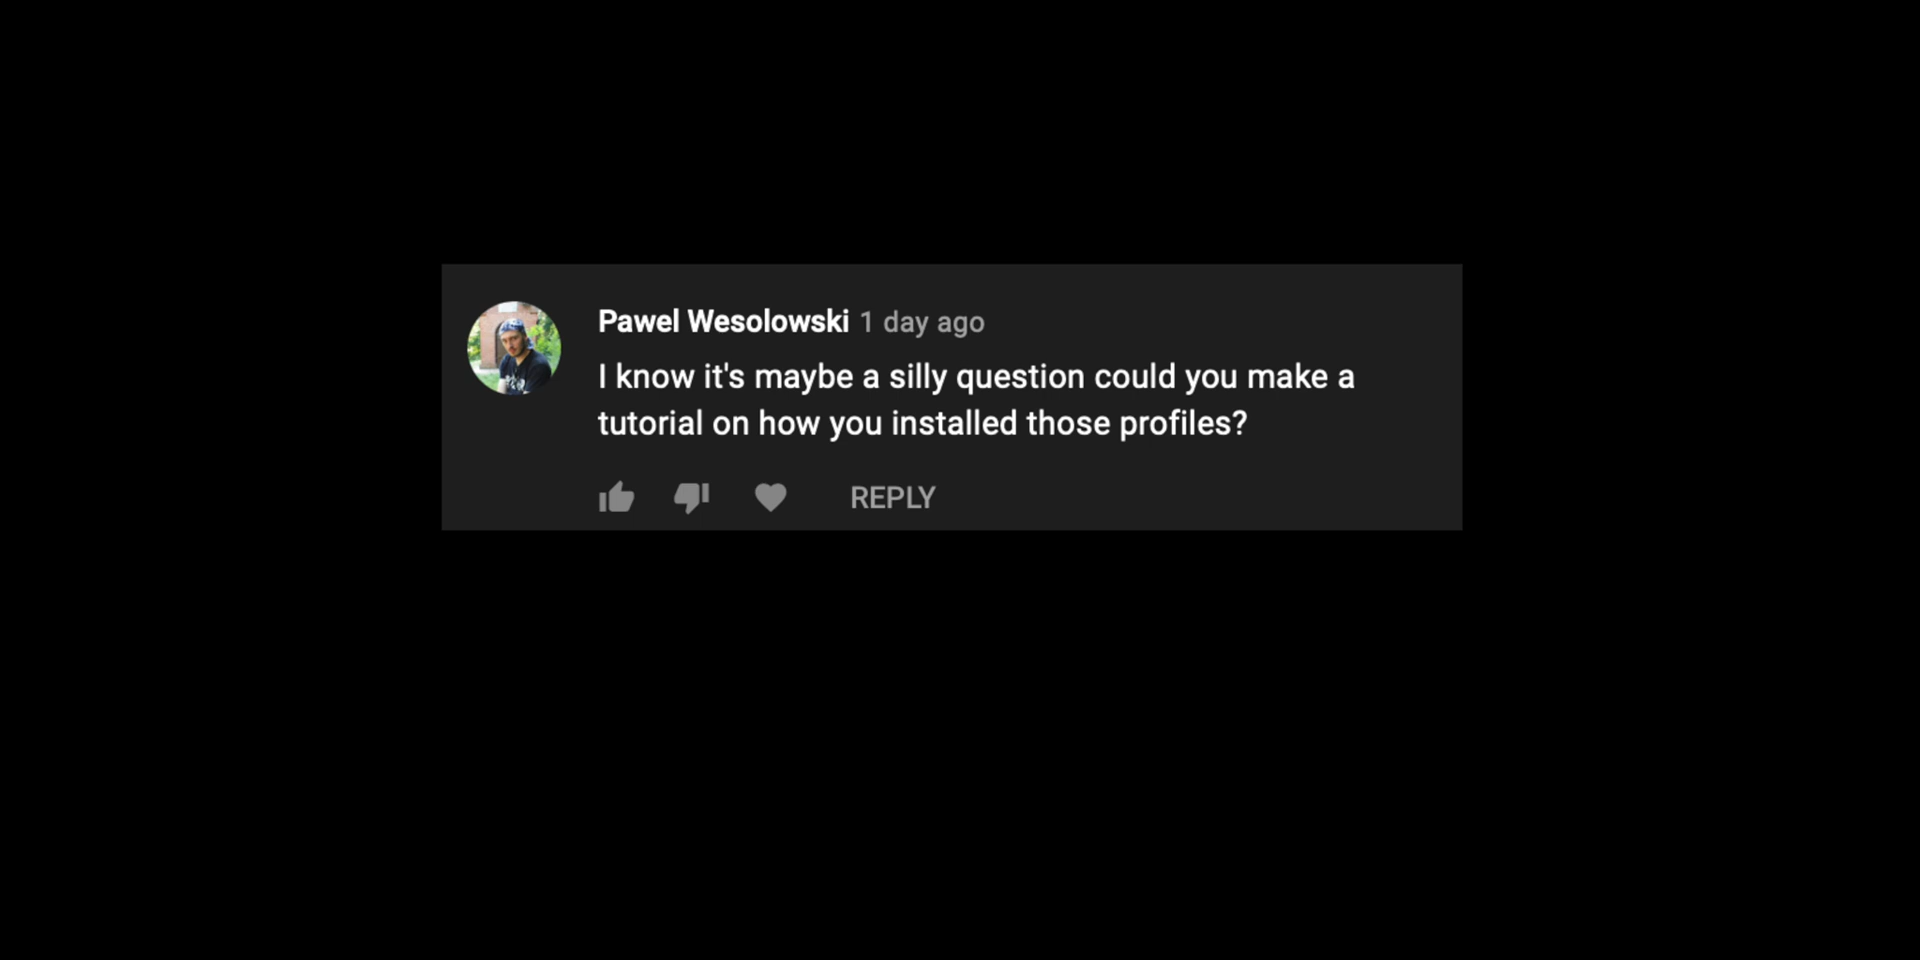 Pawel Wesolowski 1 day ago
I know it's maybe a silly question could you make a
tutorial on how you installed those profiles?
REPLY